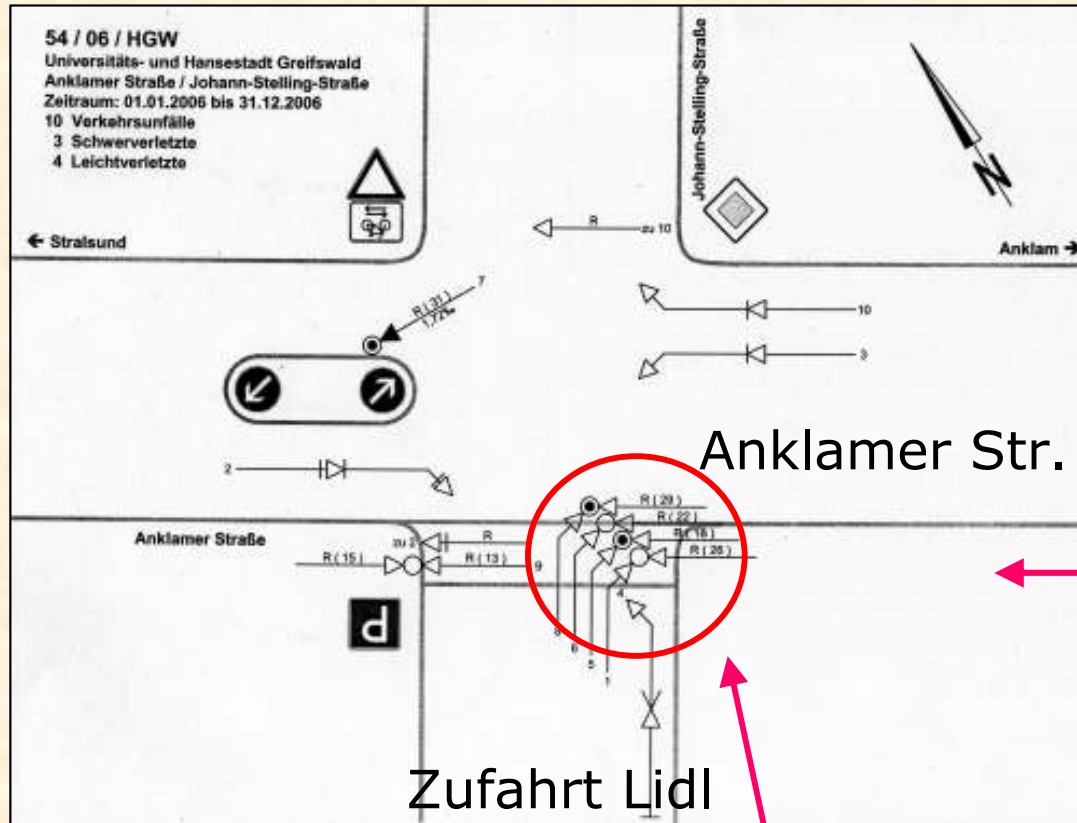 54 / 06 / HGW
Universitäts- und Hansestadt Greifswald
Anklamer Straße / Johann-Stelling-Straße
Zeitraum: 01.01.2006 bis 31.12.2006
10 Verkehrsunfälle
3 Schwerverletzte
4 Leichtverletzte
← Stralsund
Johann-Stelling-Straße
N
Anklam →
R zu 10
7
R ( 31 )
10
3
2
Anklamer Str.
Anklamer Straße
R ( 29 )
R ( 22 )
R ( 18 )
R ( 26 )
zu 2 R
R ( 15 ) R ( 13 ) 9
P
4
8
6
5
1
Zufahrt Lidl